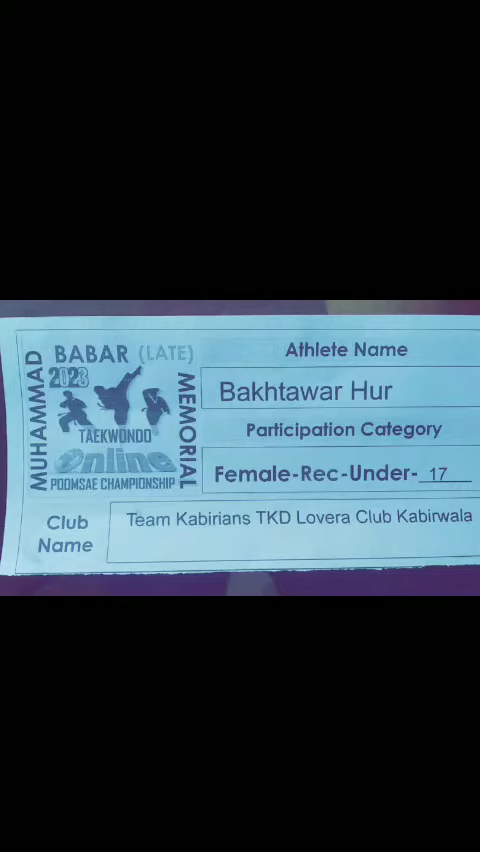 MUHAMMAD
BABAR (LATE)
MEMORIAL
2023
TAEKWONDO
Online
POOMSAE CHAMPIONSHIP
Athlete Name
Bakhtawar Hur
Participation Category
Female-Rec-Under- 17
Club
Name
Team Kabirians TKD Lovera Club Kabirwala